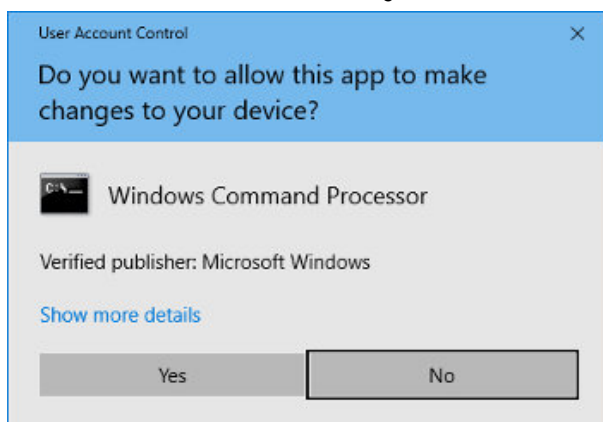 User Account Control
Do you want to allow this app to make
changes to your device?
C:\
Windows Command Processor
Verified publisher: Microsoft Windows
Show more details
Yes
No